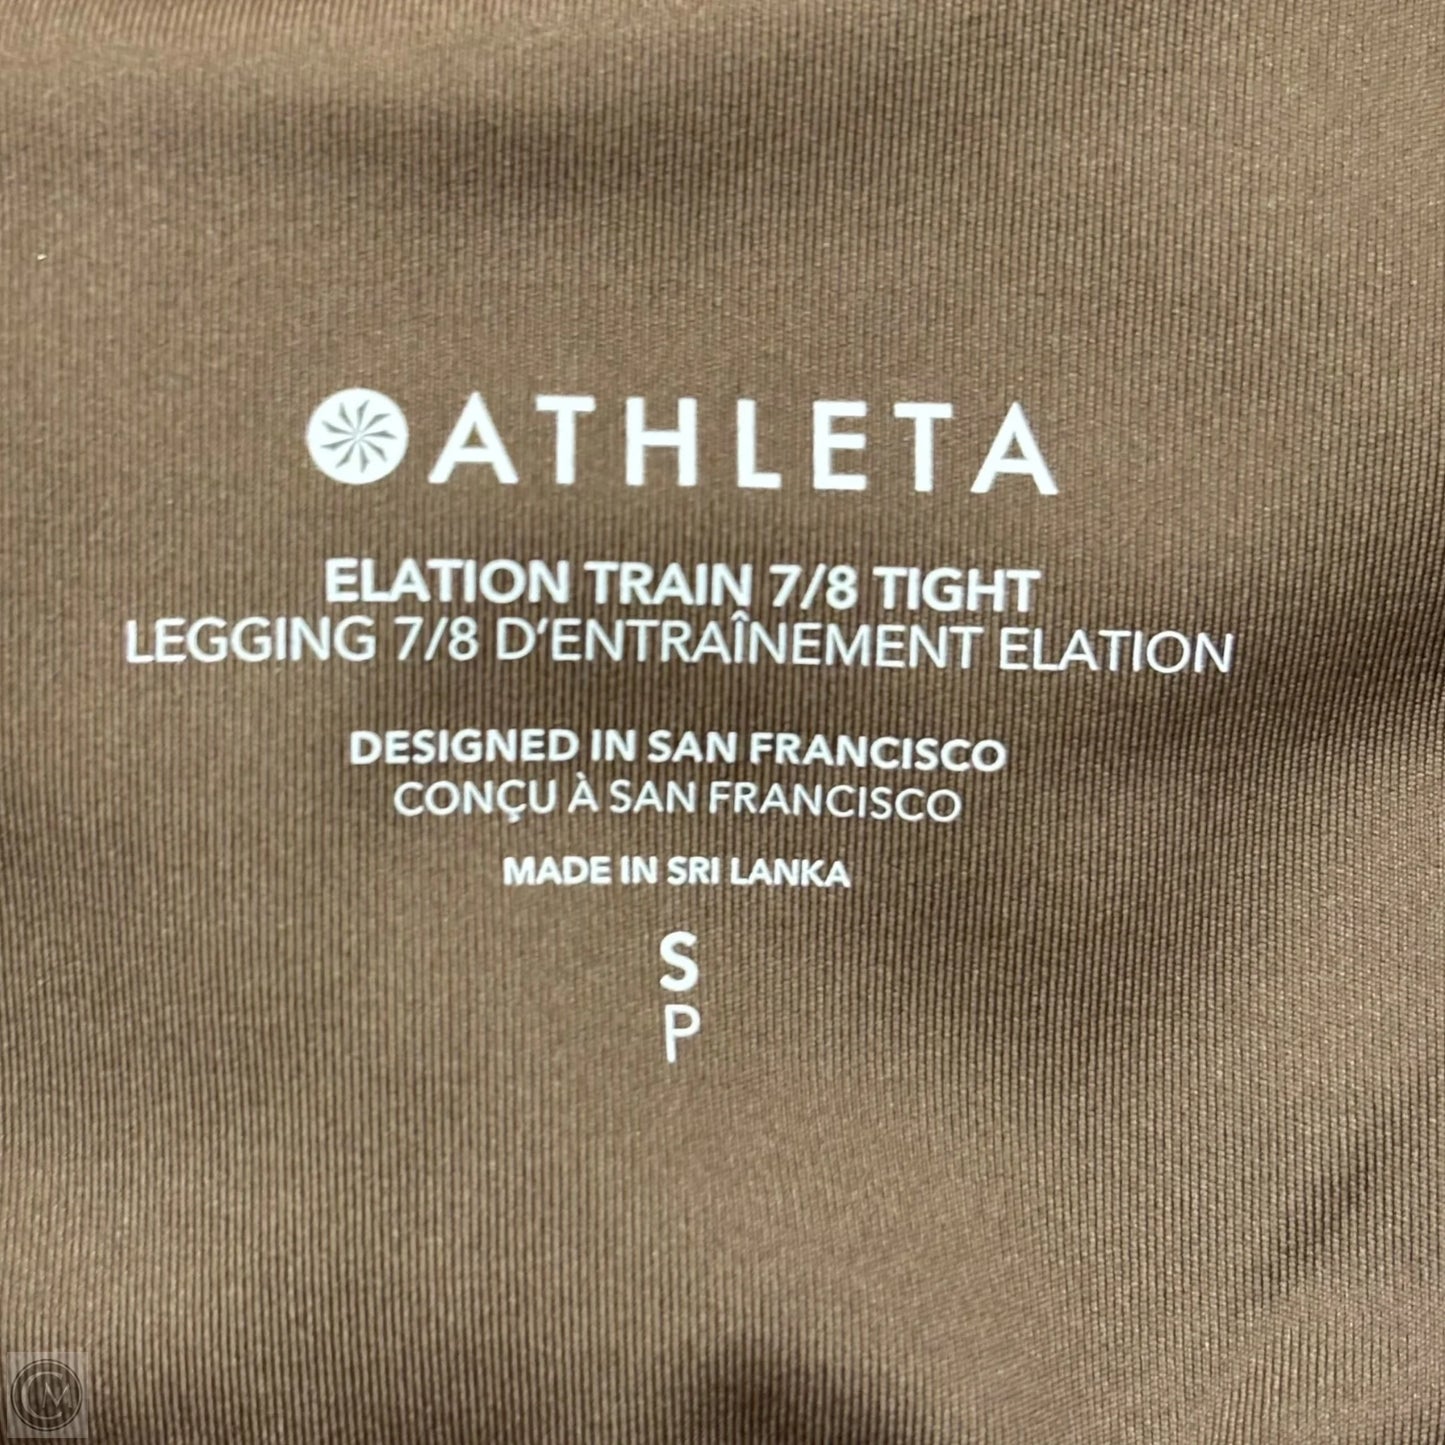 ATHLETA
ELATION TRAIN 7/8 TIGHT
LEGGING 7/8 D'ENTRAÎNEMENT ELATION
DESIGNED IN SAN FRANCISCO
CONÇU À SAN FRANCISCO
MADE IN SRI LANKA
S
P
CM